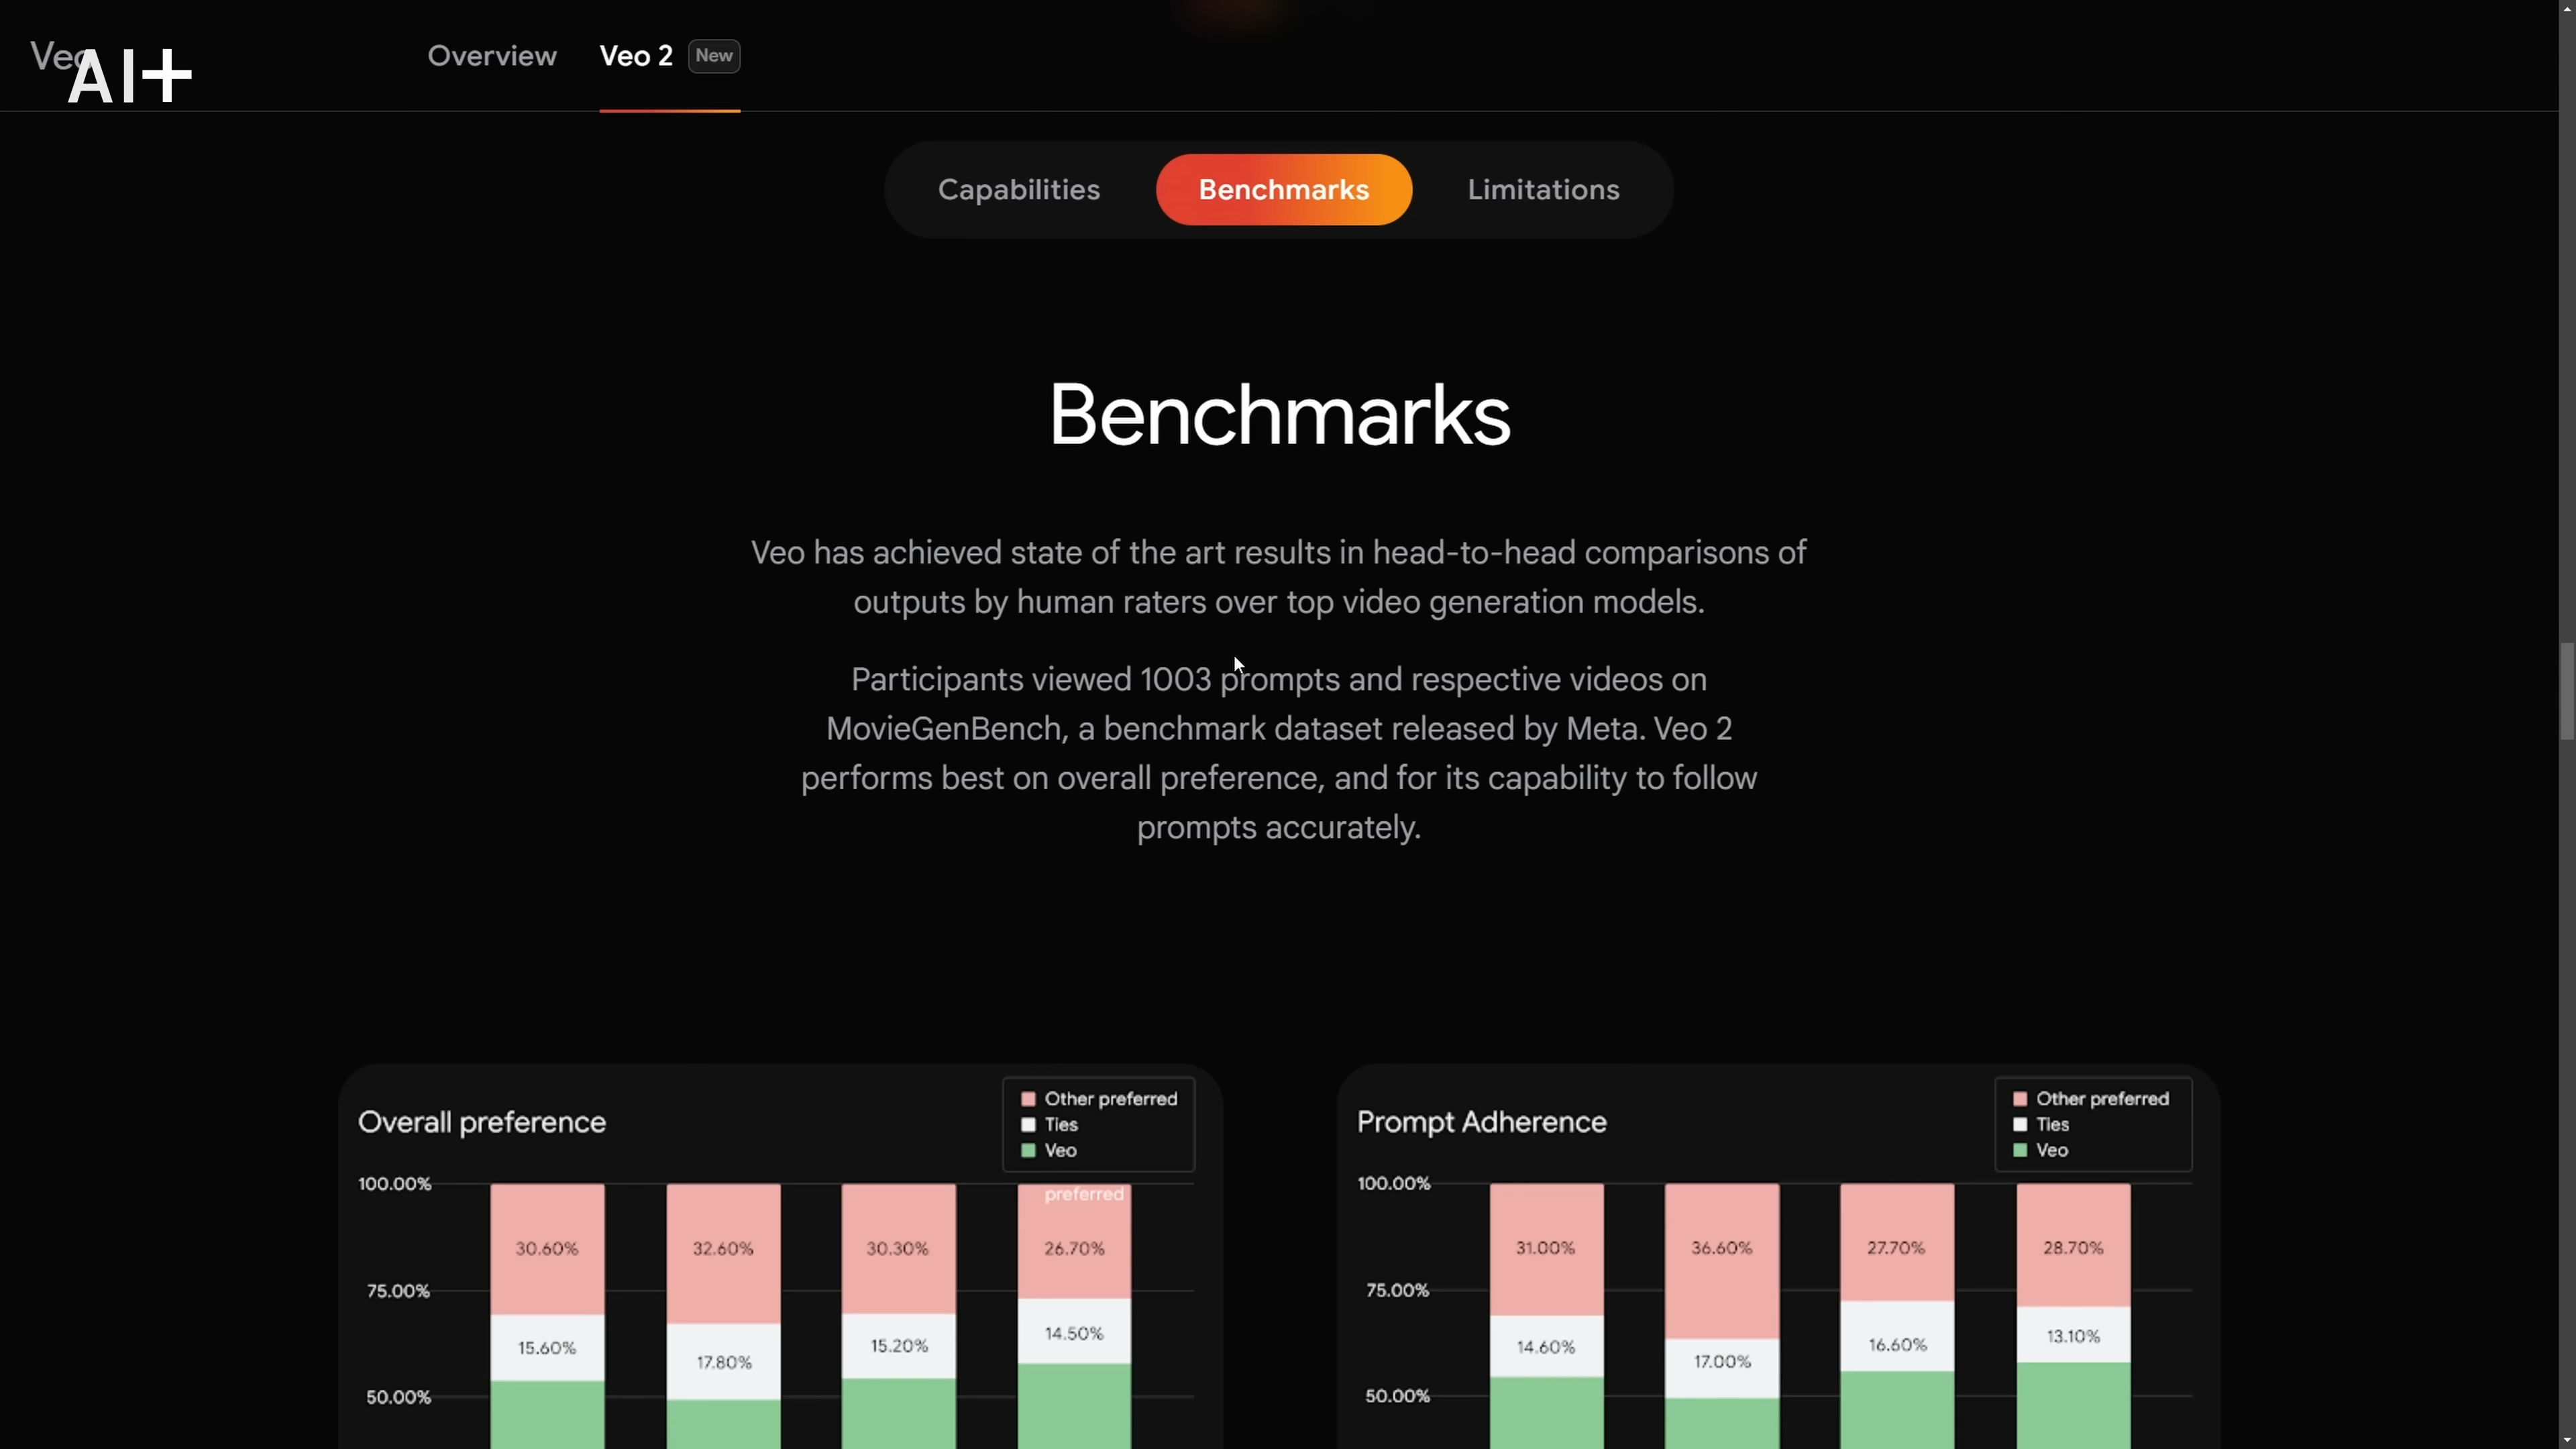 Veo
AI+
Overview
Veo 2
New
Capabilities
Benchmarks
Limitations
Benchmarks
Veo has achieved state of the art results in head-to-head comparisons of
outputs by human raters over top video generation models.
Participants viewed 1003 prompts and respective videos on
MovieGenBench, a benchmark dataset released by Meta. Veo 2
performs best on overall preference, and for its capability to follow
prompts accurately.
Overall preference
Other preferred
Ties
Veo
100.00%
preferred
30.60%
32.60%
30.30%
26.70%
75.00%
15.60%
17.80%
15.20%
14.50%
50.00%
Prompt Adherence
Other preferred
Ties
Veo
100.00%
31.00%
36.60%
27.70%
28.70%
75.00%
14.60%
17.00%
16.60%
13.10%
50.00%